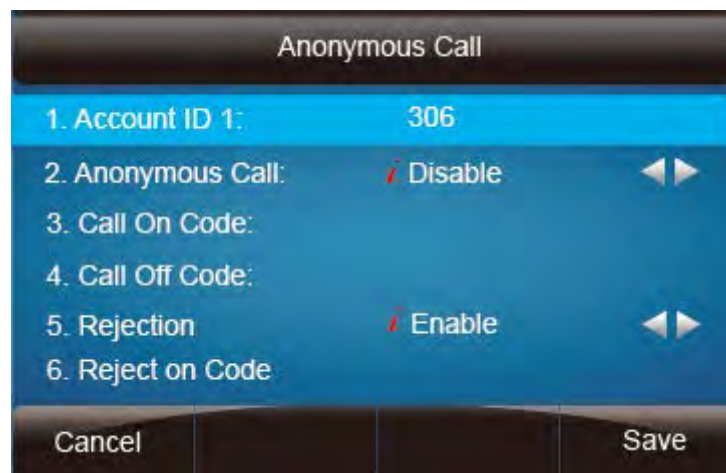 Anonymous Call
1. Account ID 1: 306
2. Anonymous Call: i Disable
3. Call On Code:
4. Call Off Code:
5. Rejection i Enable
6. Reject on Code
Cancel Save